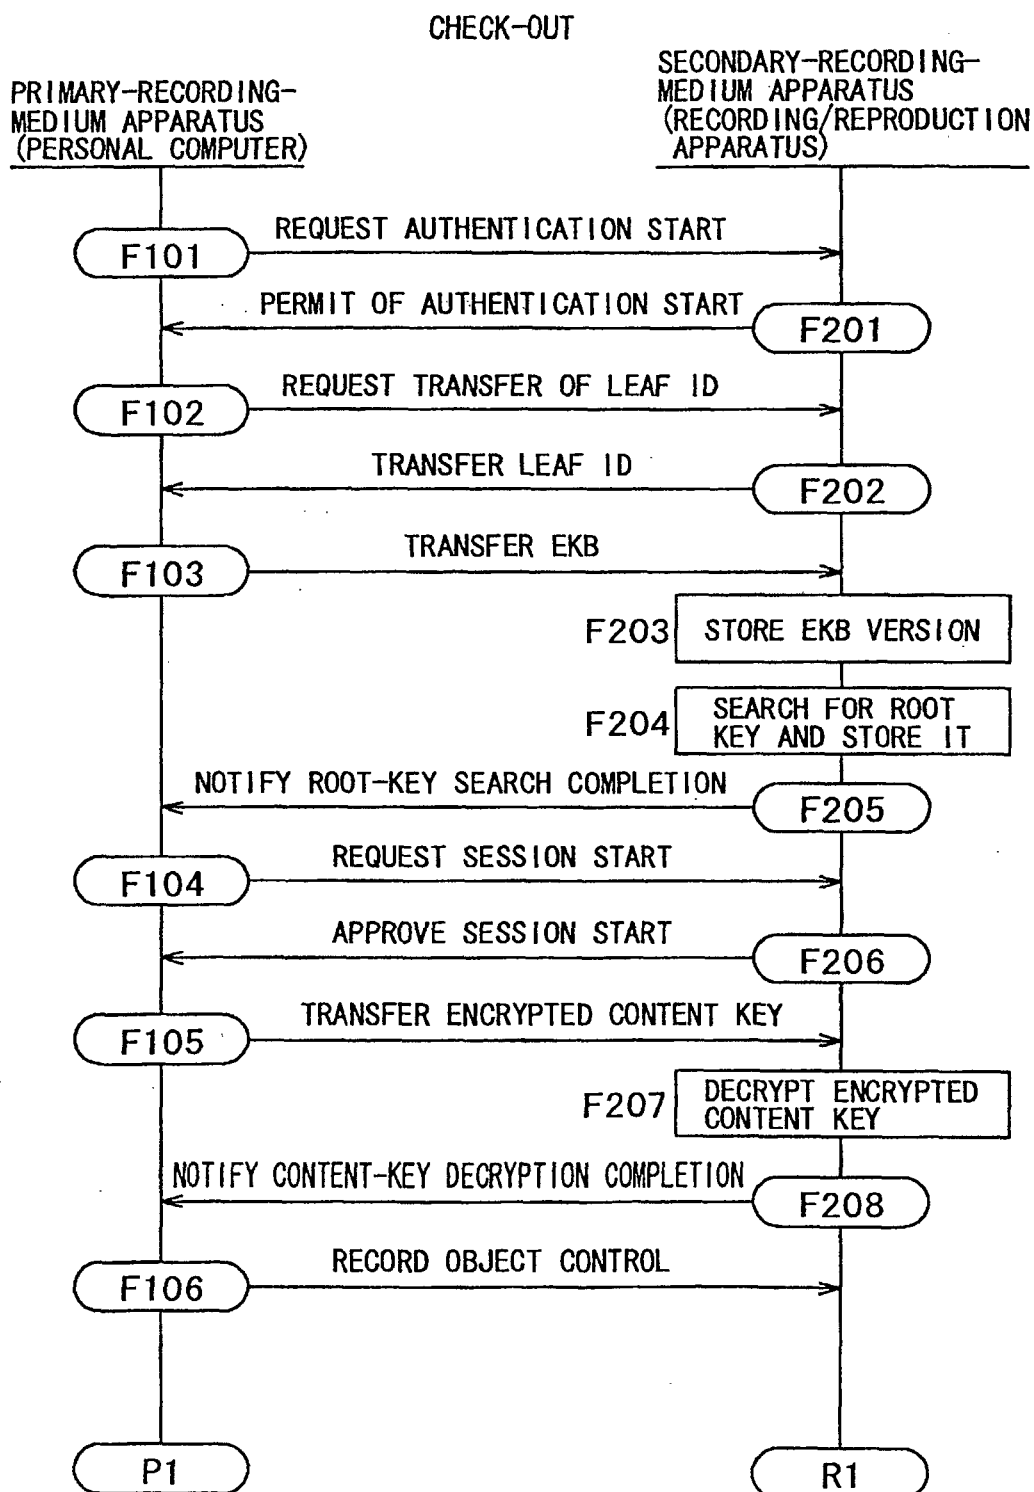 CHECK-OUT
PRIMARY-RECORDING-
MEDIUM APPARATUS
(PERSONAL COMPUTER)
SECONDARY-RECORDING-
MEDIUM APPARATUS
(RECORDING/REPRODUCTION
APPARATUS)
REQUEST AUTHENTICATION START
F101
PERMIT OF AUTHENTICATION START
F201
REQUEST TRANSFER OF LEAF ID
F102
TRANSFER LEAF ID
F202
TRANSFER EKB
F103
F203
STORE EKB VERSION
F204
SEARCH FOR ROOT
KEY AND STORE IT
NOTIFY ROOT-KEY SEARCH COMPLETION
F205
REQUEST SESSION START
F104
APPROVE SESSION START
F206
TRANSFER ENCRYPTED CONTENT KEY
F105
F207
DECRYPT ENCRYPTED
CONTENT KEY
NOTIFY CONTENT-KEY DECRYPTION COMPLETION
F208
RECORD OBJECT CONTROL
F106
P1
R1